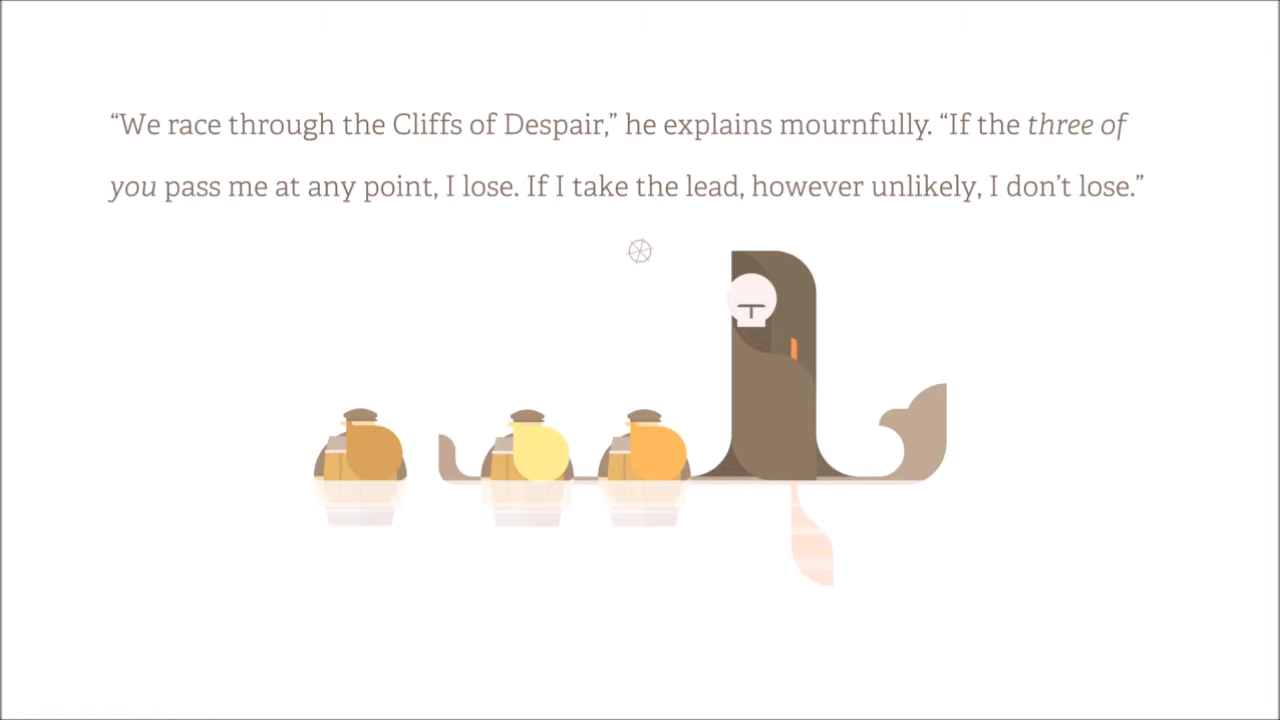 “We race through the Cliffs of Despair,” he explains mournfully. “If the three of
you pass me at any point, I lose. If I take the lead, however unlikely, I don’t lose.”